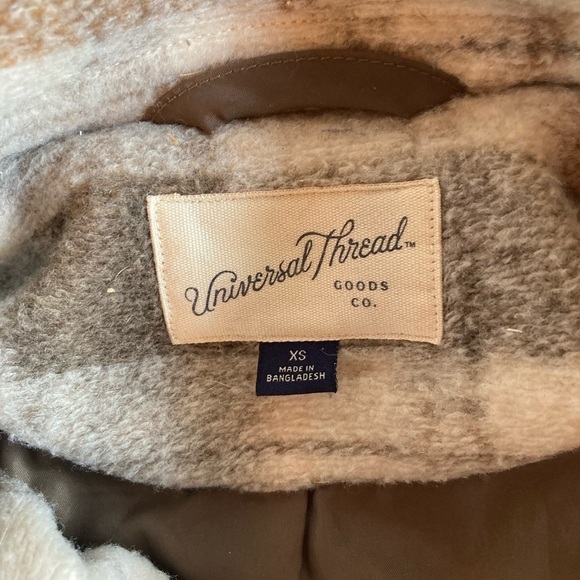 Universal Thread™
GOODS
CO.
XS
MADE IN
BANGLADESH